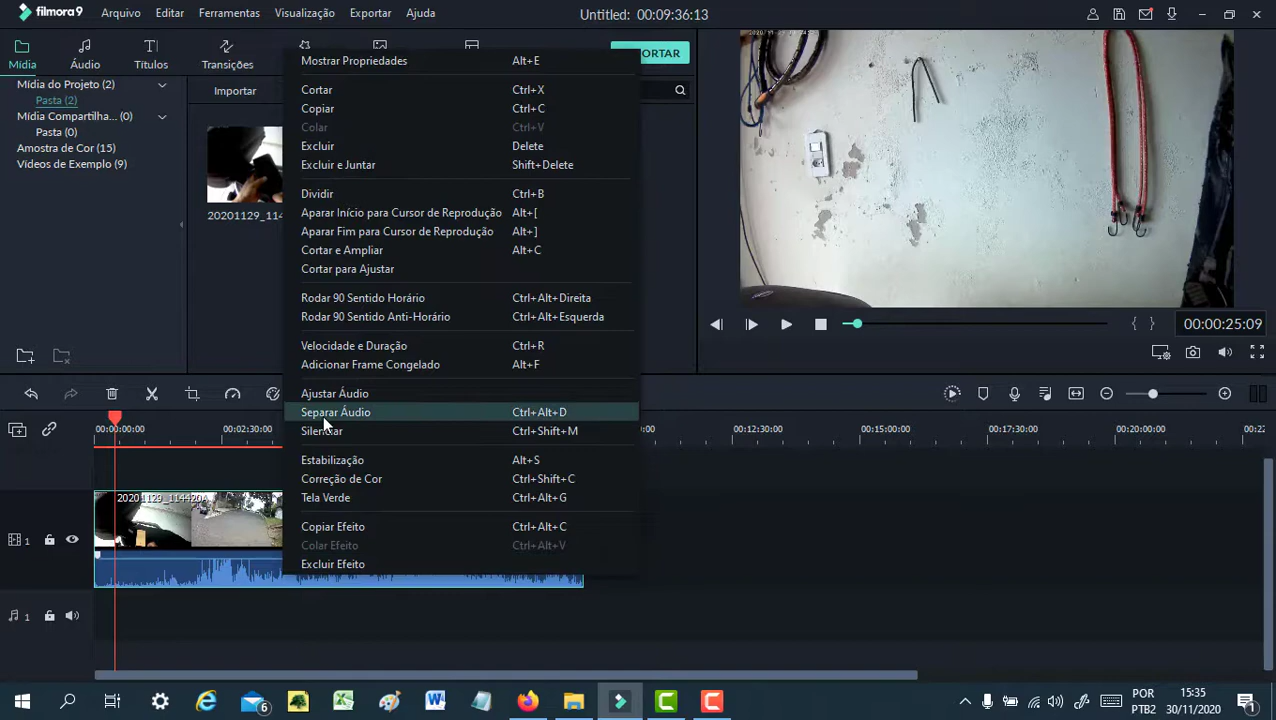 filmora9 Arquivo Editar Ferramentas Visualização Exportar Ajuda Untitled: 00:09:36:13
Mídia Áudio Títulos Transições ORTAR
Mídia do Projeto (2)
Pasta (2)
Mídia Compartilha... (0)
Pasta (0)
Amostra de Cor (15)
Vídeos de Exemplo (9)
Importar
20201129_114
Mostrar Propriedades Alt+E
Cortar Ctrl+X
Copiar Ctrl+C
Colar Ctrl+V
Excluir Delete
Excluir e Juntar Shift+Delete
Dividir Ctrl+B
Aparar Início para Cursor de Reprodução Alt+[
Aparar Fim para Cursor de Reprodução Alt+]
Cortar e Ampliar Alt+C
Cortar para Ajustar
Rodar 90 Sentido Horário Ctrl+Alt+Direita
Rodar 90 Sentido Anti-Horário Ctrl+Alt+Esquerda
Velocidade e Duração Ctrl+R
Adicionar Frame Congelado Alt+F
Ajustar Áudio
Separar Áudio Ctrl+Alt+D
Silenciar Ctrl+Shift+M
Estabilização Alt+S
Correção de Cor Ctrl+Shift+C
Tela Verde Ctrl+Alt+G
Copiar Efeito Ctrl+Alt+C
Colar Efeito Ctrl+Alt+V
Excluir Efeito
00:00:25:09
00:00:00:00 00:02:30:00 00:00 00:12:30:00 00:15:00:00 00:17:30:00 00:20:00:00 00:22
20201129_114420A
1
1
6
POR
PTB2
15:35
30/11/2020
1